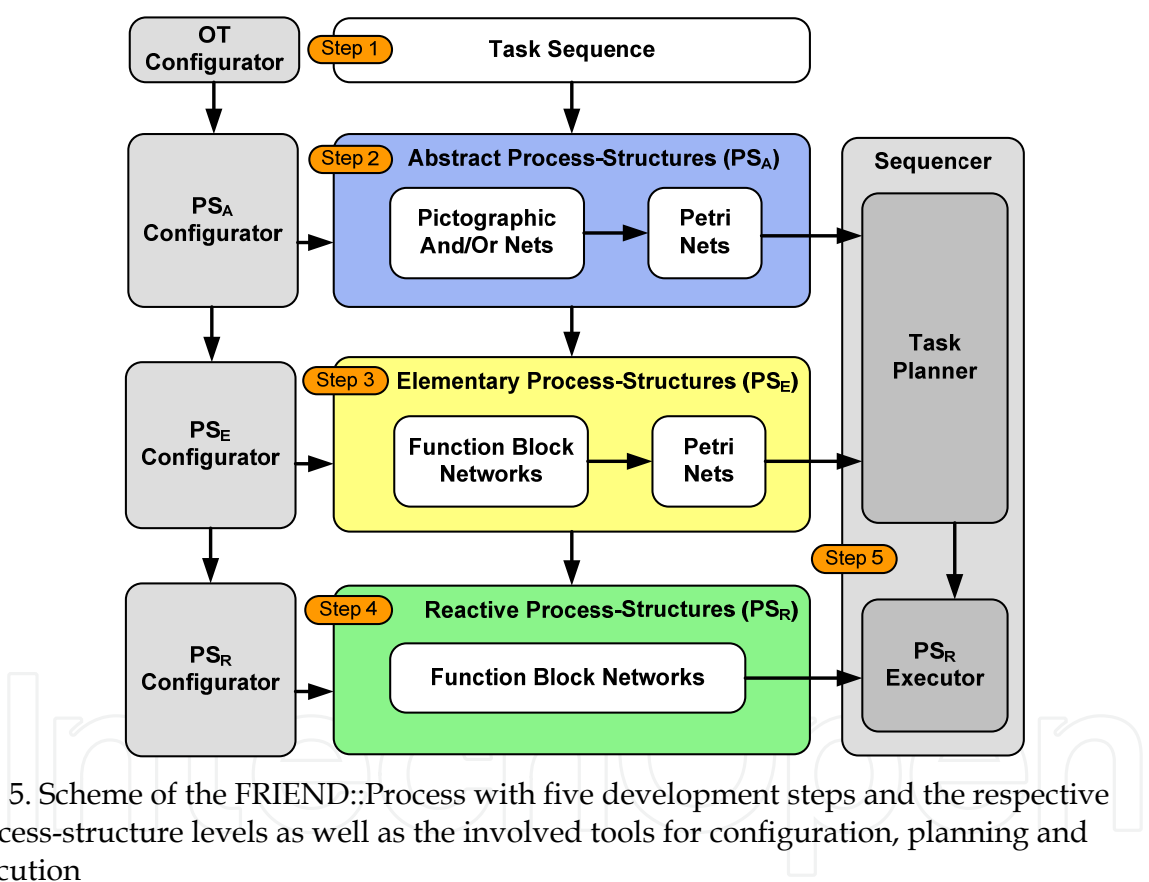 OT
Configurator
Step 1
Task Sequence
PSA
Configurator
Step 2
Abstract Process-Structures (PSA)
Pictographic
And/Or Nets
Petri
Nets
Sequencer
Task
Planner
PSE
Configurator
Step 3
Elementary Process-Structures (PSE)
Function Block
Networks
Petri
Nets
Step 5
PSR
Configurator
Step 4
Reactive Process-Structures (PSR)
Function Block Networks
PSR
Executor
IntechOpen
5. Scheme of the FRIEND::Process with five development steps and the respective
cess-structure levels as well as the involved tools for configuration, planning and
cution